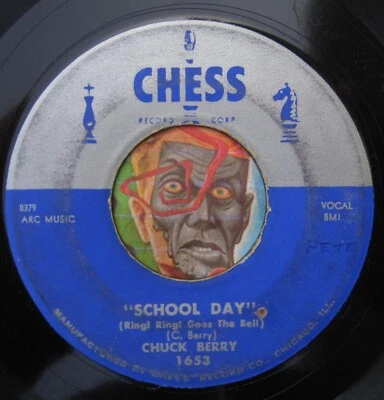 CHESS
RECORD CORP.
8379
ARC MUSIC
VOCAL
BMI
PETE
"SCHOOL DAY"
(Ring! Ring! Goes The Bell)
(C. Berry)
CHUCK BERRY
1653
MANUFACTURED BY CHESS RECORD CO. CHICAGO, ILL.